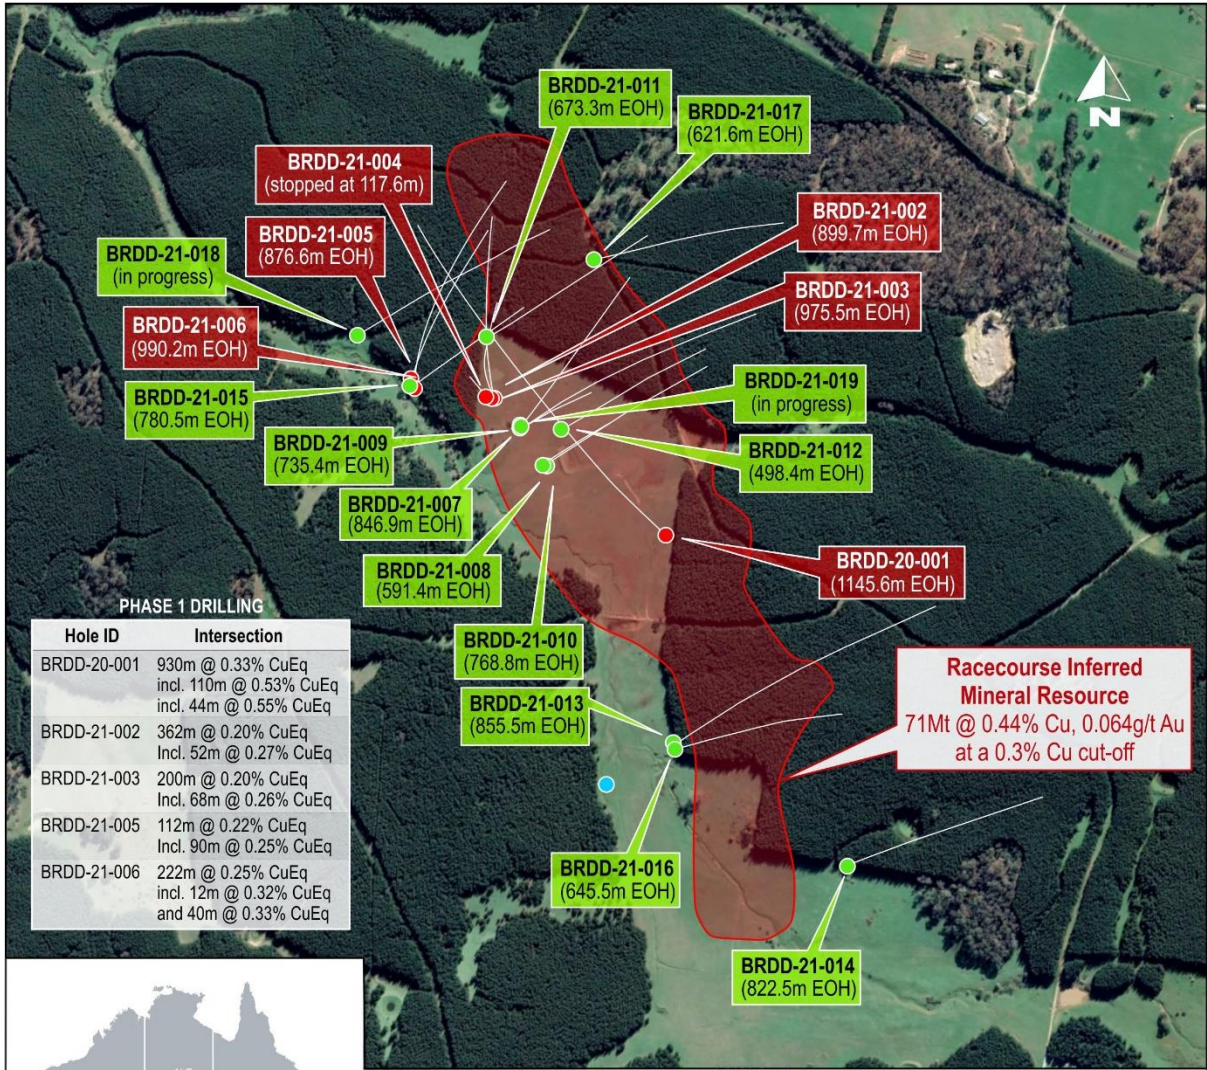 BRDD-21-011
(673.3m EOH)
BRDD-21-017
(621.6m EOH)
N
BRDD-21-004
(stopped at 117.6m)
BRDD-21-002
(899.7m EOH)
BRDD-21-005
(876.6m EOH)
BRDD-21-018
(in progress)
BRDD-21-003
(975.5m EOH)
BRDD-21-006
(990.2m EOH)
BRDD-21-015
(780.5m EOH)
BRDD-21-019
(in progress)
BRDD-21-009
(735.4m EOH)
BRDD-21-012
(498.4m EOH)
BRDD-21-007
(846.9m EOH)
BRDD-21-008
(591.4m EOH)
BRDD-20-001
(1145.6m EOH)
BRDD-21-010
(768.8m EOH)
BRDD-21-013
(855.5m EOH)
Racecourse Inferred
Mineral Resource
71Mt @ 0.44% Cu, 0.064g/t Au
at a 0.3% Cu cut-off
BRDD-21-016
(645.5m EOH)
BRDD-21-014
(822.5m EOH)
PHASE 1 DRILLING
Hole ID Intersection
BRDD-20-001 930m @ 0.33% CuEq
incl. 110m @ 0.53% CuEq
incl. 44m @ 0.55% CuEq
BRDD-21-002 362m @ 0.20% CuEq
Incl. 52m @ 0.27% CuEq
BRDD-21-003 200m @ 0.20% CuEq
Incl. 68m @ 0.26% CuEq
BRDD-21-005 112m @ 0.22% CuEq
Incl. 90m @ 0.25% CuEq
BRDD-21-006 222m @ 0.25% CuEq
incl. 12m @ 0.32% CuEq
and 40m @ 0.33% CuEq